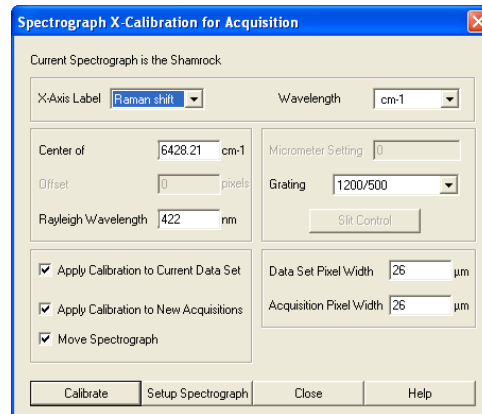 Spectrograph X-Calibration for Acquisition
Current Spectrograph is the Shamrock
X-Axis Label Raman shift Wavelength cm-1
Center of 6428.21 cm-1
Offset 0 pixels
Rayleigh Wavelength 422 nm
Micrometer Setting 0
Grating 1200/500
Slit Control
Apply Calibration to Current Data Set
Apply Calibration to New Acquisitions
Move Spectrograph
Data Set Pixel Width 26 µm
Acquisition Pixel Width 26 µm
Calibrate Setup Spectrograph Close Help